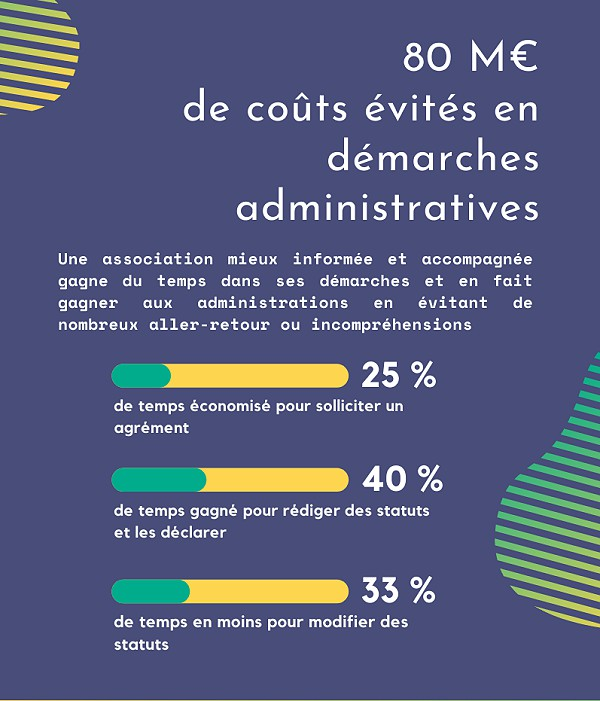 80 M€
de coûts évités en
démarches
administratives
Une association mieux informée et accompagnée
gagne du temps dans ses démarches et en fait
gagner aux administrations en évitant de
nombreux aller-retour ou incompréhensions
25 %
de temps économisé pour solliciter un
agrément
40 %
de temps gagné pour rédiger des statuts
et les déclarer
33 %
de temps en moins pour modifier des
statuts